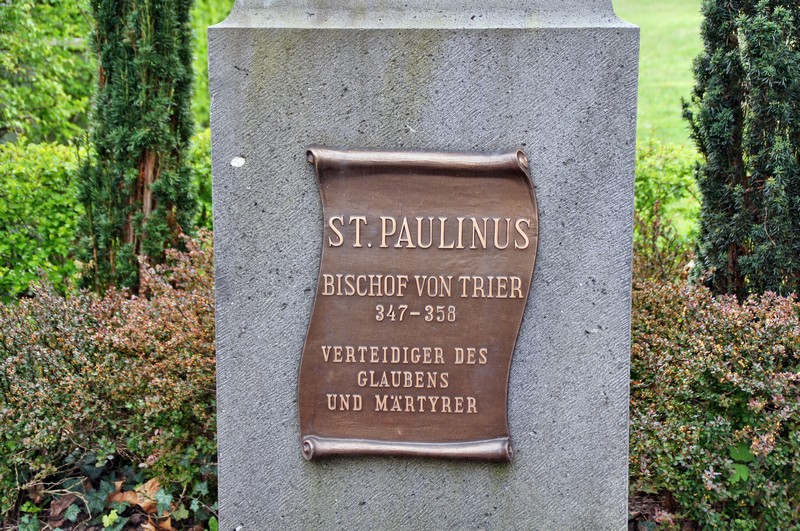 ST. PAULINUS
BISCHOF VON TRIER
347-358
VERTEIDIGER DES
GLAUBENS
UND MÄRTYRER